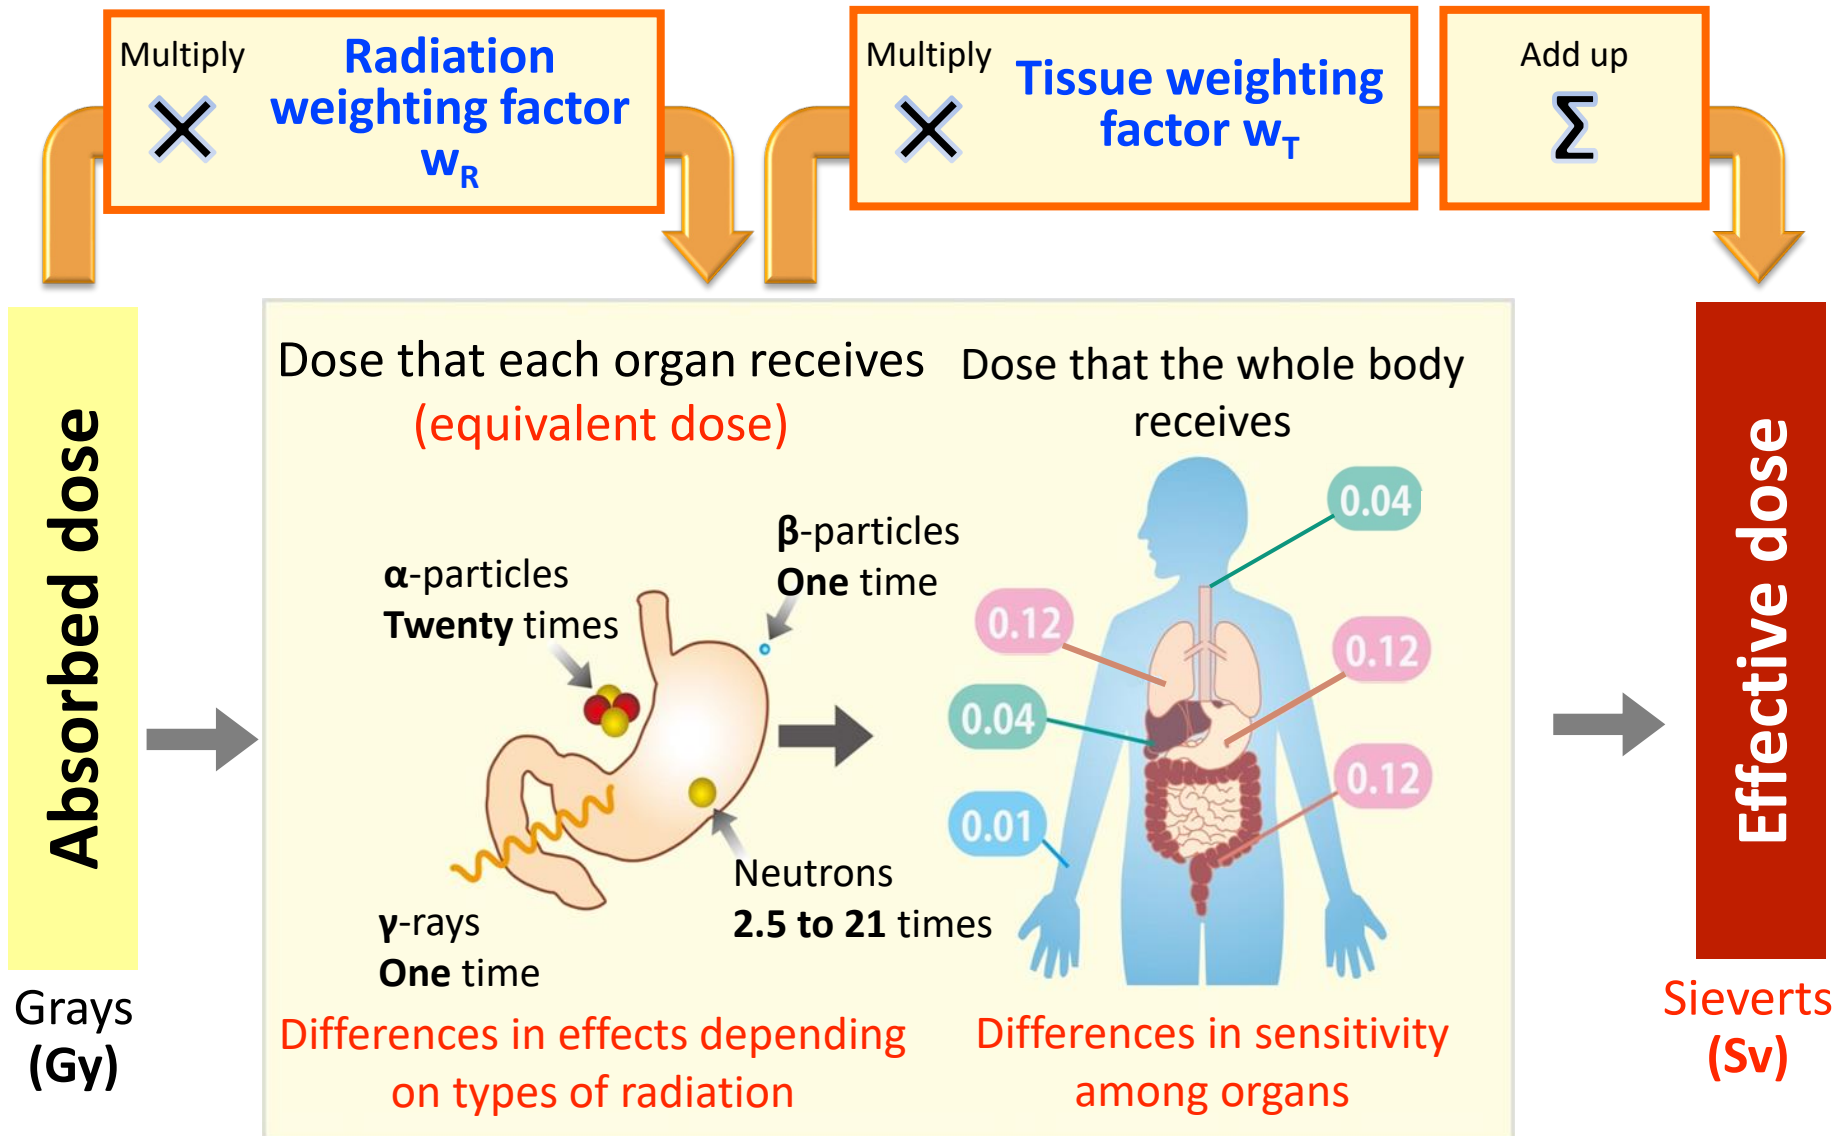 Multiply
×
Radiation
weighting factor
wR
Multiply
×
Tissue weighting
factor wT
Add up
Σ
Absorbed dose
Grays
(Gy)
Dose that each organ receives
(equivalent dose)
α-particles
Twenty times
β-particles
One time
Neutrons
2.5 to 21 times
γ-rays
One time
Differences in effects depending
on types of radiation
Dose that the whole body
receives
0.04
0.12
0.12
0.04
0.12
0.01
Differences in sensitivity
among organs
Effective dose
Sieverts
(Sv)